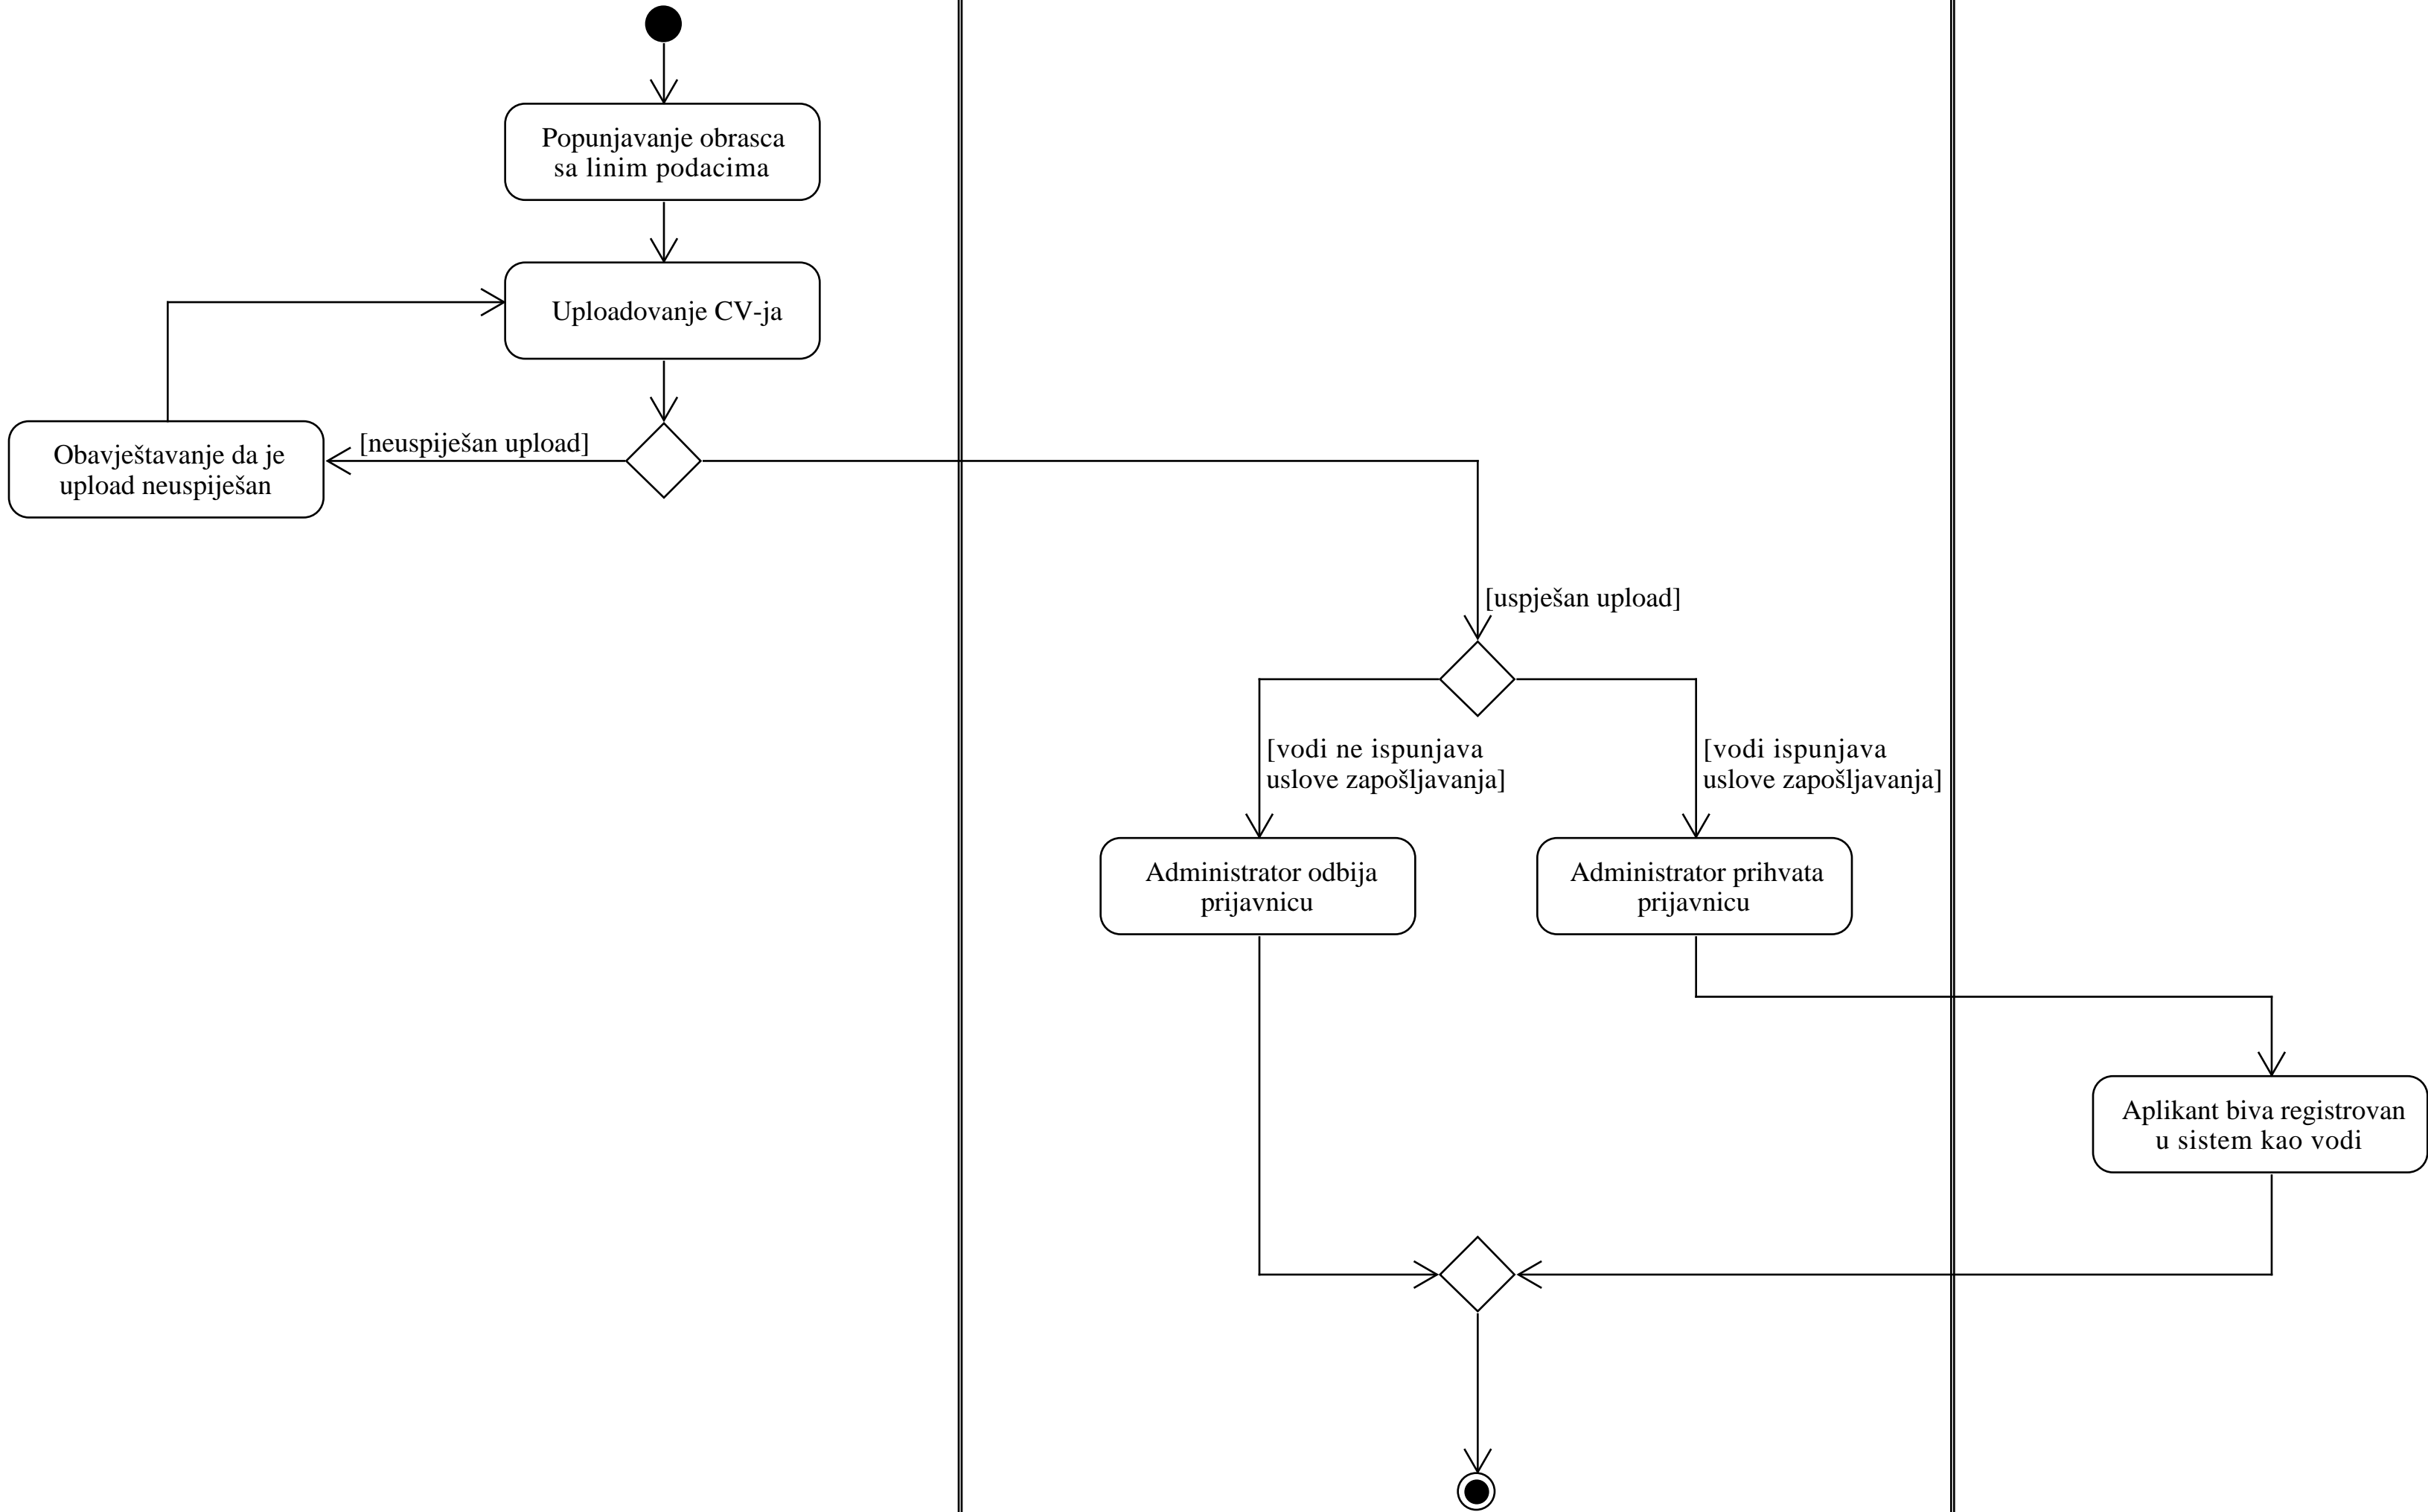 Popunjavanje obrasca
sa linim podacima
Uploadovanje CV-ja
[neuspiješan upload]
Obavještavanje da je
upload neuspiješan
[uspješan upload]
[vodi ne ispunjava
uslove zapošljavanja]
[vodi ispunjava
uslove zapošljavanja]
Administrator odbija
prijavnicu
Administrator prihvata
prijavnicu
Aplikant biva registrovan
u sistem kao vodi